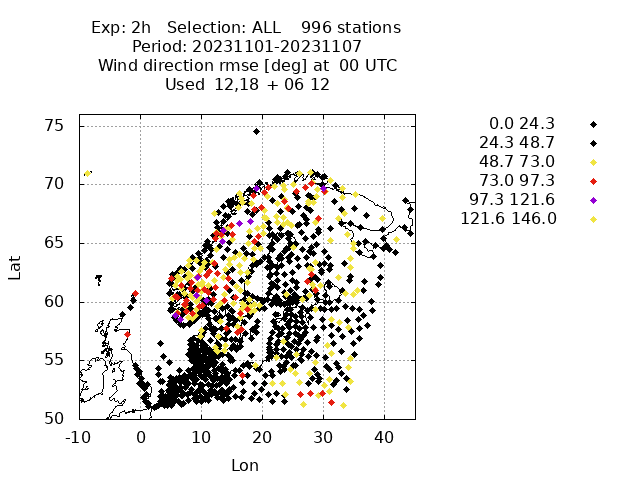 Exp: 2h   Selection: ALL    996 stations
Period: 20231101-20231107
Wind direction rmse [deg] at  00 UTC
Used  12,18 + 06 12
0.0 24.3
24.3 48.7
48.7 73.0
73.0 97.3
97.3 121.6
121.6 146.0
75
70
65
60
55
50
Lat
-10 0 10 20 30 40
Lon